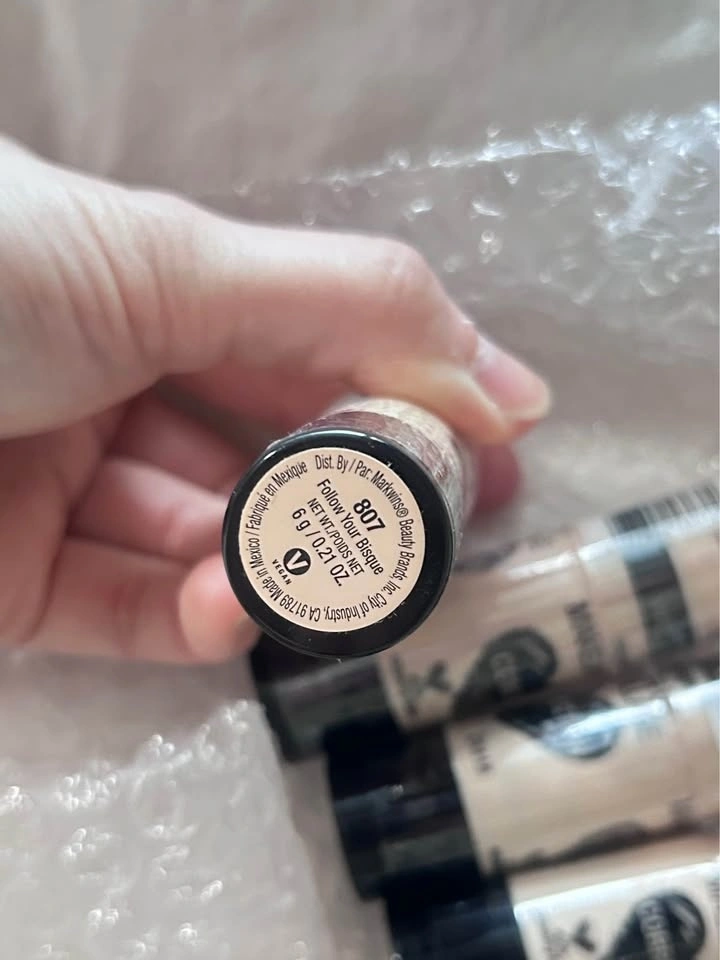 Made in Mexico / Fabriqué en Mexique Dist. By / Par. Markwins® Beauty Brands, Inc. City of Industry, CA 91789
807
Follow Your Bisque
NET WT./POIDS NET
6 g / 0.21 OZ.
V
VEGAN